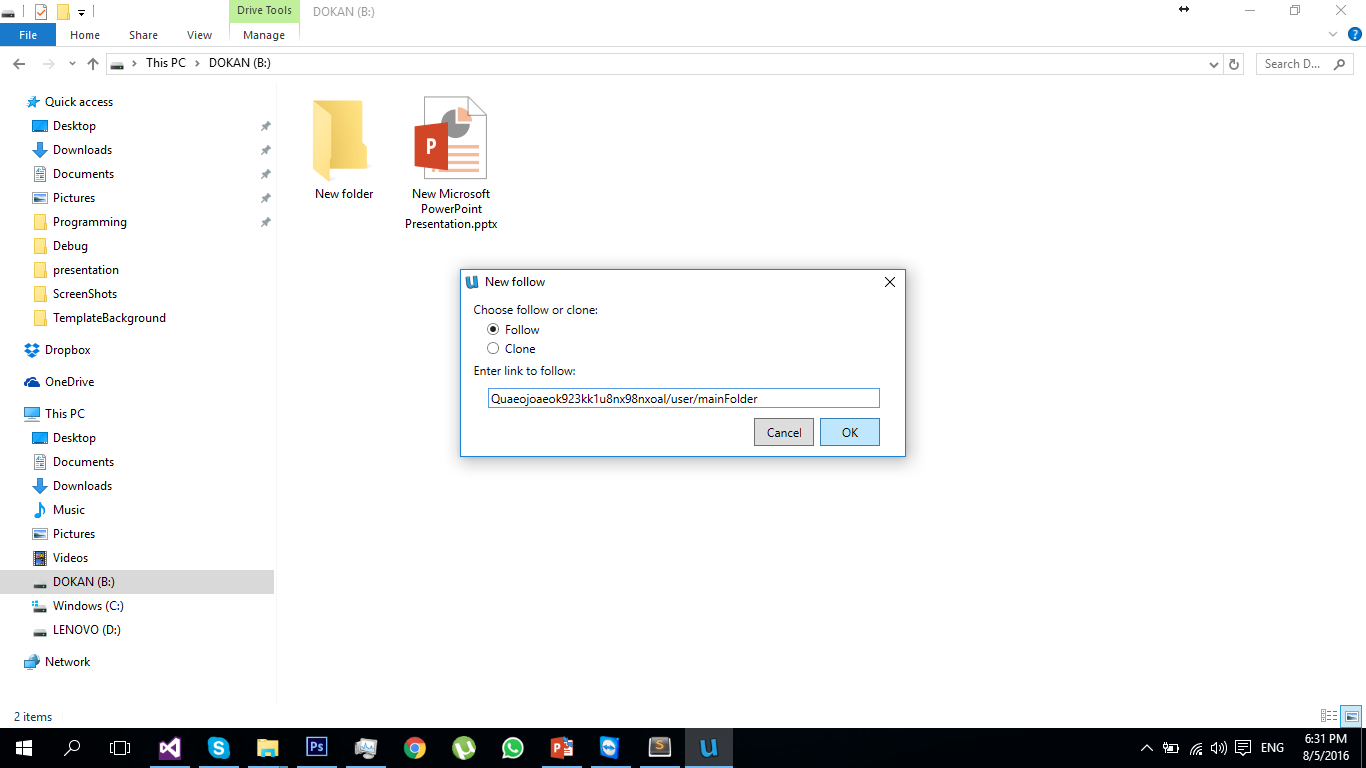 Drive Tools
DOKAN (B:)
File
Home
Share
View
Manage
This PC
DOKAN (B:)
Search D...
Quick access
Desktop
Downloads
Documents
Pictures
Programming
Debug
presentation
ScreenShots
TemplateBackground
Dropbox
OneDrive
This PC
Desktop
Documents
Downloads
Music
Pictures
Videos
DOKAN (B:)
Windows (C:)
LENOVO (D:)
Network
New folder
P
New Microsoft
PowerPoint
Presentation.pptx
New follow
Choose follow or clone:
Follow
Clone
Enter link to follow:
Quaeojoaeok923kk1u8nx98nxoal/user/mainFolder
Cancel
OK
2 items
Ps
ENG
6:31 PM
8/5/2016